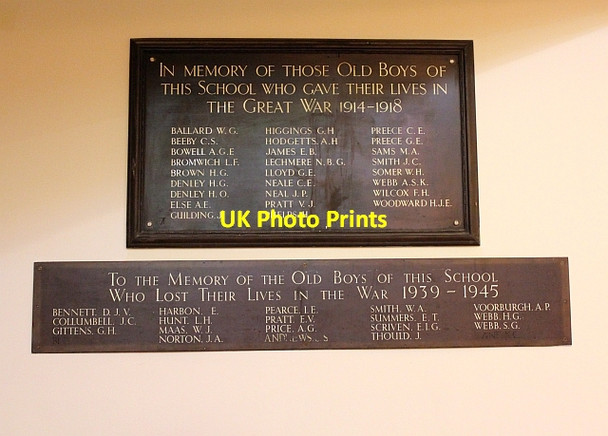 IN MEMORY OF THOSE OLD BOYS OF
THIS SCHOOL WHO GAVE THEIR LIVES IN
THE GREAT WAR 1914-1918
BALLARD W.G.
BEEBY C.S.
BOWELL A.G.E
BROMWICH L.F.
BROWN H.G.
DENLEY H.G.
DENLEY H.O.
ELSE A.E.
GUILDING J.
HIGGINGS G.H
HODGETTS A.H
JAMES E.B.
LECHMERE N.B.G.
LLOYD G.E.
NEALE C.E.
NEAL J.P.
PRATT V.J
PREECE C.E.
PREECE G.E.
SAMS M.A.
SMITH J.C.
SOMER W.H.
WEBB A.S.K.
WILCOX F.H.
WOODWARD H.J.E.
UK Photo Prints
TO THE MEMORY OF THE OLD BOYS OF THIS SCHOOL
WHO LOST THEIR LIVES IN THE WAR 1939-1945
BENNETT, D.J.V.
COLLUMBELL, J.C.
GITTENS, G.H.
HARBON, E.
HUNT, L.H.
MAAS, W.J.
NORTON, J.A.
PEARCE, I.E.
PRATT, E.V.
PRICE, A.G.
SMITH, W.A.
SUMMERS, E.T.
SCRIVEN, E.I.G.
THOULD, J.
VOORBURGH, A.P.
WEBB, H.G.
WEBB, S.G.